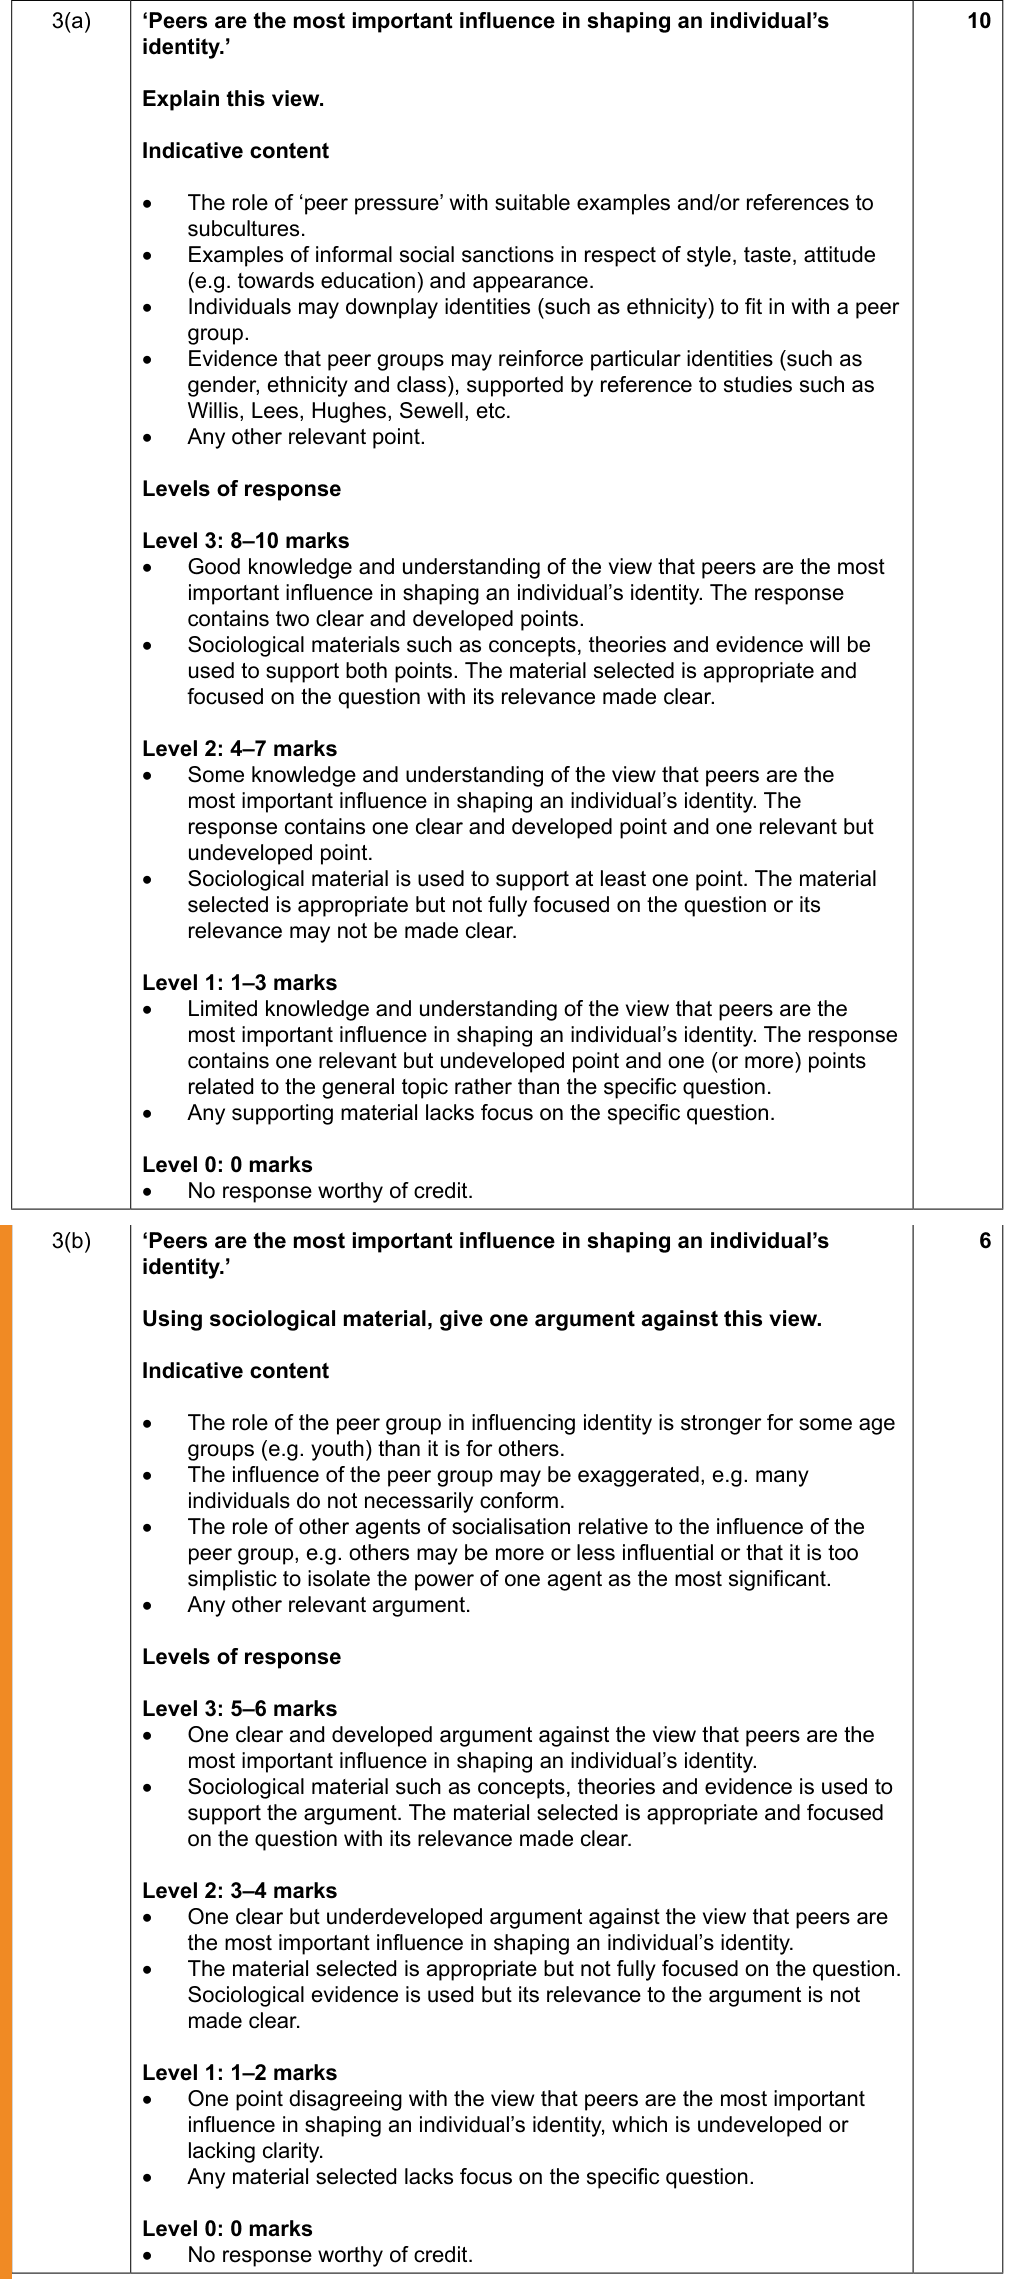 3(a)
‘Peers are the most important influence in shaping an individual’s
identity.’
10
Explain this view.
Indicative content
• The role of ‘peer pressure’ with suitable examples and/or references to
subcultures.
• Examples of informal social sanctions in respect of style, taste, attitude
(e.g. towards education) and appearance.
• Individuals may downplay identities (such as ethnicity) to fit in with a peer
group.
• Evidence that peer groups may reinforce particular identities (such as
gender, ethnicity and class), supported by reference to studies such as
Willis, Lees, Hughes, Sewell, etc.
• Any other relevant point.
Levels of response
Level 3: 8–10 marks
• Good knowledge and understanding of the view that peers are the most
important influence in shaping an individual’s identity. The response
contains two clear and developed points.
• Sociological materials such as concepts, theories and evidence will be
used to support both points. The material selected is appropriate and
focused on the question with its relevance made clear.
Level 2: 4–7 marks
• Some knowledge and understanding of the view that peers are the
most important influence in shaping an individual’s identity. The
response contains one clear and developed point and one relevant but
undeveloped point.
• Sociological material is used to support at least one point. The material
selected is appropriate but not fully focused on the question or its
relevance may not be made clear.
Level 1: 1–3 marks
• Limited knowledge and understanding of the view that peers are the
most important influence in shaping an individual’s identity. The response
contains one relevant but undeveloped point and one (or more) points
related to the general topic rather than the specific question.
• Any supporting material lacks focus on the specific question.
Level 0: 0 marks
• No response worthy of credit.
3(b)
‘Peers are the most important influence in shaping an individual’s
identity.’
6
Using sociological material, give one argument against this view.
Indicative content
• The role of the peer group in influencing identity is stronger for some age
groups (e.g. youth) than it is for others.
• The influence of the peer group may be exaggerated, e.g. many
individuals do not necessarily conform.
• The role of other agents of socialisation relative to the influence of the
peer group, e.g. others may be more or less influential or that it is too
simplistic to isolate the power of one agent as the most significant.
• Any other relevant argument.
Levels of response
Level 3: 5–6 marks
• One clear and developed argument against the view that peers are the
most important influence in shaping an individual’s identity.
• Sociological material such as concepts, theories and evidence is used to
support the argument. The material selected is appropriate and focused
on the question with its relevance made clear.
Level 2: 3–4 marks
• One clear but underdeveloped argument against the view that peers are
the most important influence in shaping an individual’s identity.
• The material selected is appropriate but not fully focused on the question.
Sociological evidence is used but its relevance to the argument is not
made clear.
Level 1: 1–2 marks
• One point disagreeing with the view that peers are the most important
influence in shaping an individual’s identity, which is undeveloped or
lacking clarity.
• Any material selected lacks focus on the specific question.
Level 0: 0 marks
• No response worthy of credit.